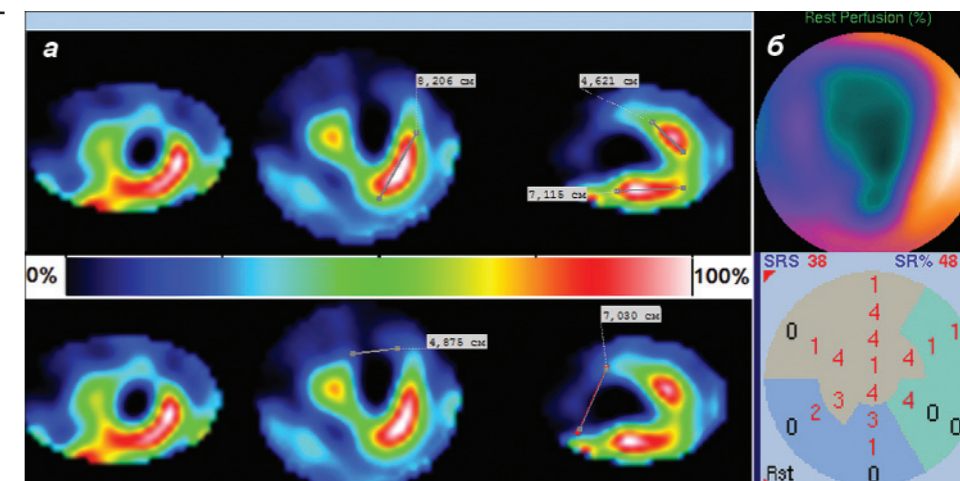 а
8,206 см
4,621 см
7,115 см
0%
100%
4,875 см
7,030 см
б
Rest Perfusion (%)
SRS 38 SR% 48
1
4
0 4 1
1 4 1 4 1
3 4 4 0
0 2 3 0
1
0
Rst